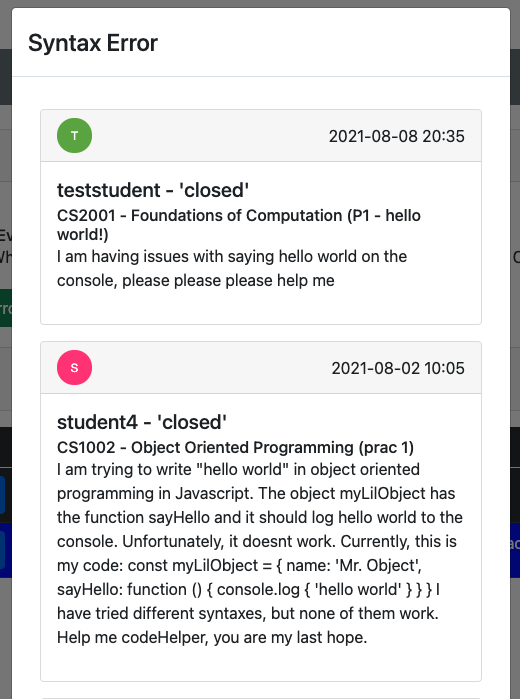 Syntax Error
T
2021-08-08 20:35
teststudent - 'closed'
CS2001 - Foundations of Computation (P1 - hello
world!)
I am having issues with saying hello world on the
console, please please please help me
S
2021-08-02 10:05
student4 - 'closed'
CS1002 - Object Oriented Programming (prac 1)
I am trying to write "hello world" in object oriented
programming in Javascript. The object myLilObject has
the function sayHello and it should log hello world to the
console. Unfortunately, it doesnt work. Currently, this is
my code: const myLilObject = { name: 'Mr. Object',
sayHello: function () { console.log { 'hello world' } } } I
have tried different syntaxes, but none of them work.
Help me codeHelper, you are my last hope.